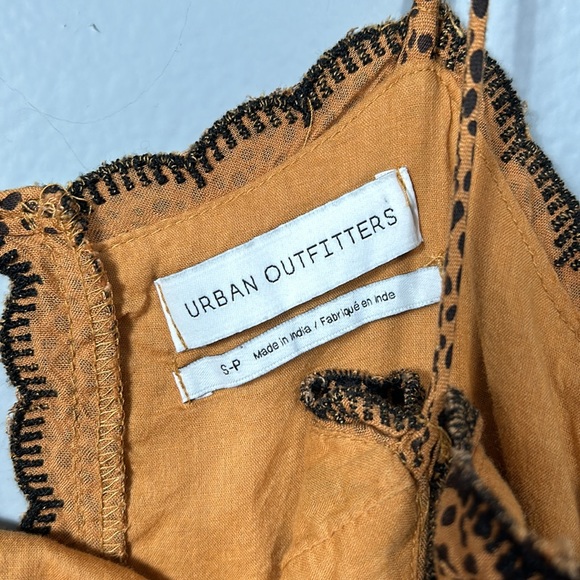 URBAN OUTFITTERS
S-P Made in India / Fabriqué en Inde